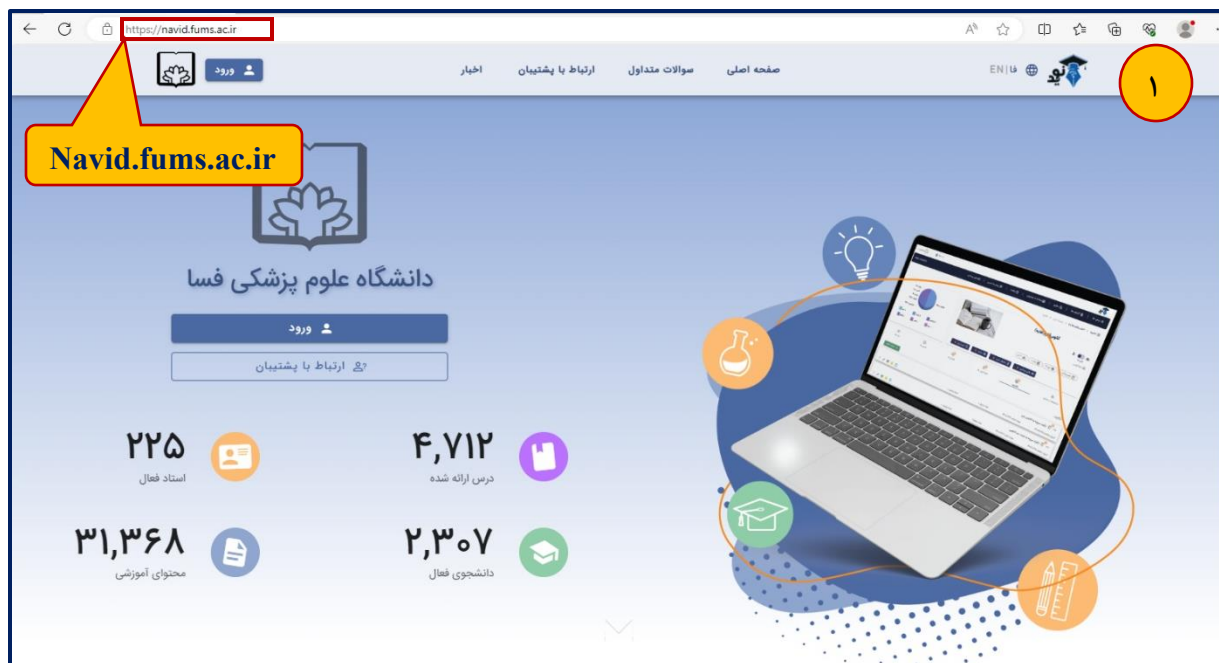 https://navid.fums.ac.ir
نوید
فا|EN
صفحه اصلی
سوالات متداول
ارتباط با پشتیبان
اخبار
ورود
۱
Navid.fums.ac.ir
دانشگاه علوم پزشکی فسا
ورود
ارتباط با پشتیبان
۴,۷۱۲
درس ارائه شده
۲۲۵
استاد فعال
۲,۳۰۷
دانشجوی فعال
۳۱,۳۶۸
محتوای آموزشی